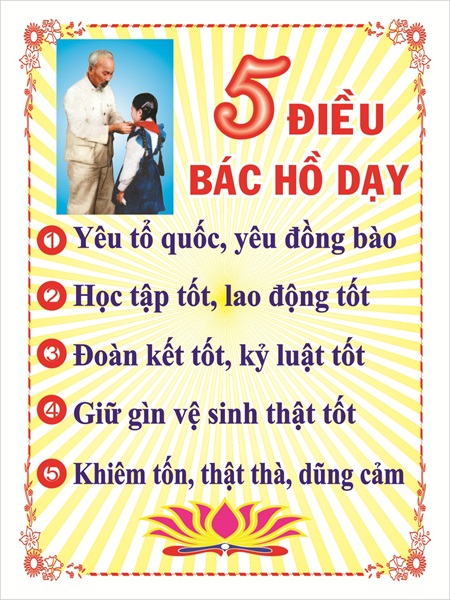 5 ĐIỀU
BÁC HỒ DẠY
1 Yêu tổ quốc, yêu đồng bào
2 Học tập tốt, lao động tốt
3 Đoàn kết tốt, kỷ luật tốt
4 Giữ gìn vệ sinh thật tốt
5 Khiêm tốn, thật thà, dũng cảm